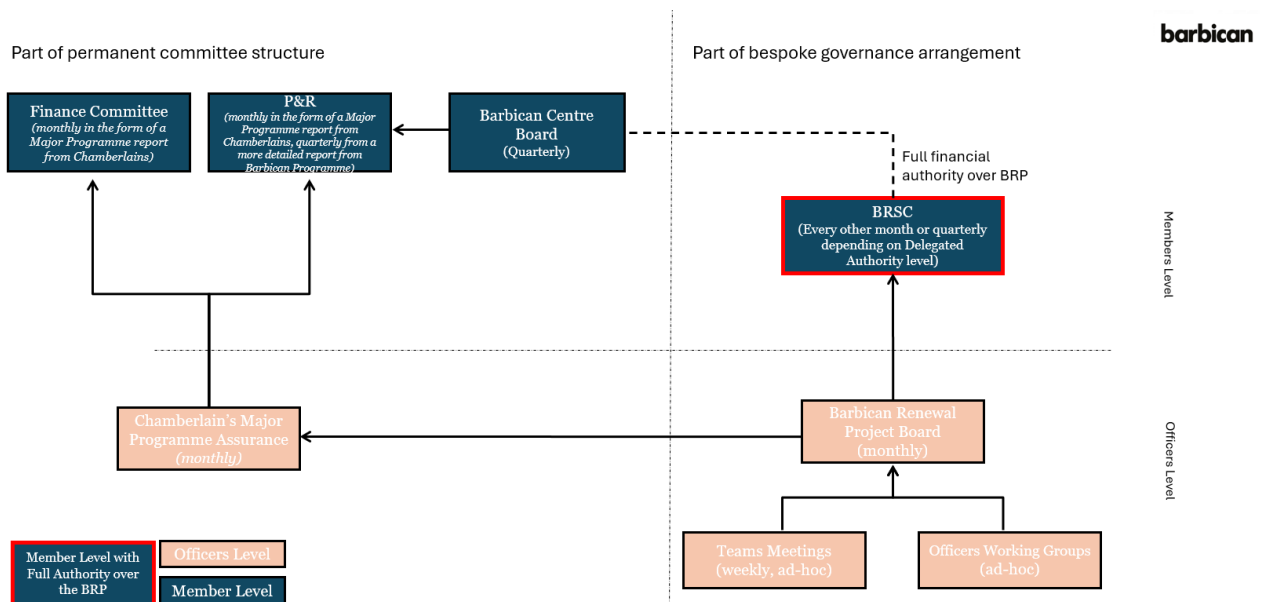 barbican
Part of permanent committee structure
Part of bespoke governance arrangement
Finance Committee
(monthly in the form of a
Major Programme report
from Chamberlains)
P&R
(monthly in the form of a Major
Programme report from
Chamberlains, quarterly from a
more detailed report from
Barbican Programme)
Barbican Centre
Board
(Quarterly)
Full financial
authority over BRP
BRSC
(Every other month or quarterly
depending on Delegated
Authority level)
Members Level
Chamberlain's Major
Programme Assurance
(monthly)
Barbican Renewal
Project Board
(monthly)
Officers Level
Teams Meetings
(weekly, ad-hoc)
Officers Working Groups
(ad-hoc)
Member Level with
Full Authority over
the BRP
Officers Level
Member Level